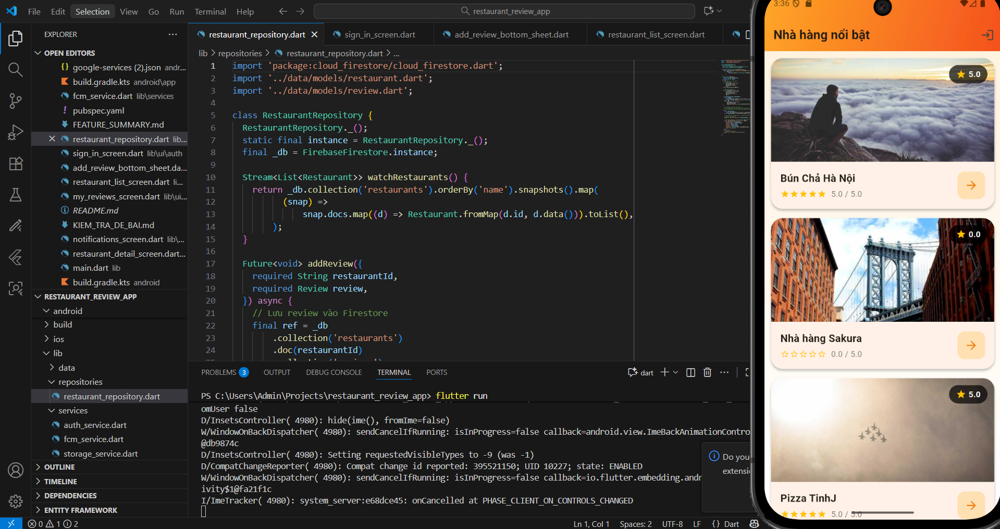 File Edit Selection View Go Run Terminal Help
restaurant_review_app
EXPLORER
OPEN EDITORS
google-services (2).json andr...
build.gradle.kts android\app
fcm_service.dart lib\services
pubspec.yaml
FEATURE_SUMMARY.md
restaurant_repository.dart lib...
sign_in_screen.dart lib\ui\auth
add_review_bottom_sheet.da...
restaurant_list_screen.dart li...
my_reviews_screen.dart lib\ui...
README.md
KIEM_TRA_DE_BAI.md
notifications_screen.dart lib\...
restaurant_detail_screen.dart...
main.dart lib
build.gradle.kts android
RESTAURANT_REVIEW_APP
android
build
ios
lib
data
repositories
restaurant_repository.dart
services
auth_service.dart
fcm_service.dart
storage_service.dart
OUTLINE
TIMELINE
DEPENDENCIES
ENTITY FRAMEWORK
restaurant_repository.dart sign_in_screen.dart add_review_bottom_sheet.dart restaurant_list_screen.dart
lib > repositories > restaurant_repository.dart > ...
1 import 'package:cloud_firestore/cloud_firestore.dart';
2 import '../data/models/restaurant.dart';
3 import '../data/models/review.dart';
4
5 class RestaurantRepository {
6 RestaurantRepository._();
7 static final instance = RestaurantRepository._();
8 final _db = FirebaseFirestore.instance;
9
10 Stream<List<Restaurant>> watchRestaurants() {
11 return _db.collection('restaurants').orderBy('name').snapshots().map(
12 (snap) =>
13 snap.docs.map((d) => Restaurant.fromMap(d.id, d.data())).toList(),
14 );
15 }
16
17 Future<void> addReview({
18 required String restaurantId,
19 required Review review,
20 }) async {
21 // Lưu review vào Firestore
22 final ref = _db
23 .collection('restaurants')
24 .doc(restaurantId)
PROBLEMS 3 OUTPUT DEBUG CONSOLE TERMINAL PORTS
dart
PS C:\Users\Admin\Projects\restaurant_review_app> flutter run
omUser false
D/InsetsController( 4980): hide(ime(), fromIme=false)
W/WindowOnBackDispatcher( 4980): sendCancelIfRunning: isInProgress=false callback=android.view.ImeBackAnimationContro
@db9874c
D/InsetsController( 4980): Setting requestedVisibleTypes to -9 (was -1)
D/CompatChangeReporter( 4980): Compat change id reported: 395521150; UID 10227; state: ENABLED
W/WindowOnBackDispatcher( 4980): sendCancelIfRunning: isInProgress=false callback=io.flutter.embedding.andr
ivity$1@fa21f1c
I/ImeTracker( 4980): system_server:e68dce45: onCancelled at PHASE_CLIENT_ON_CONTROLS_CHANGED
Do you
extensi
0 1 2
Ln 1, Col 1 Spaces: 2 UTF-8 LF {} Dart
3:36
Nhà hàng nổi bật
5.0
Bún Chả Hà Nội
5.0 / 5.0
0.0
Nhà hàng Sakura
0.0 / 5.0
5.0
Pizza TinhJ
5.0 / 5.0